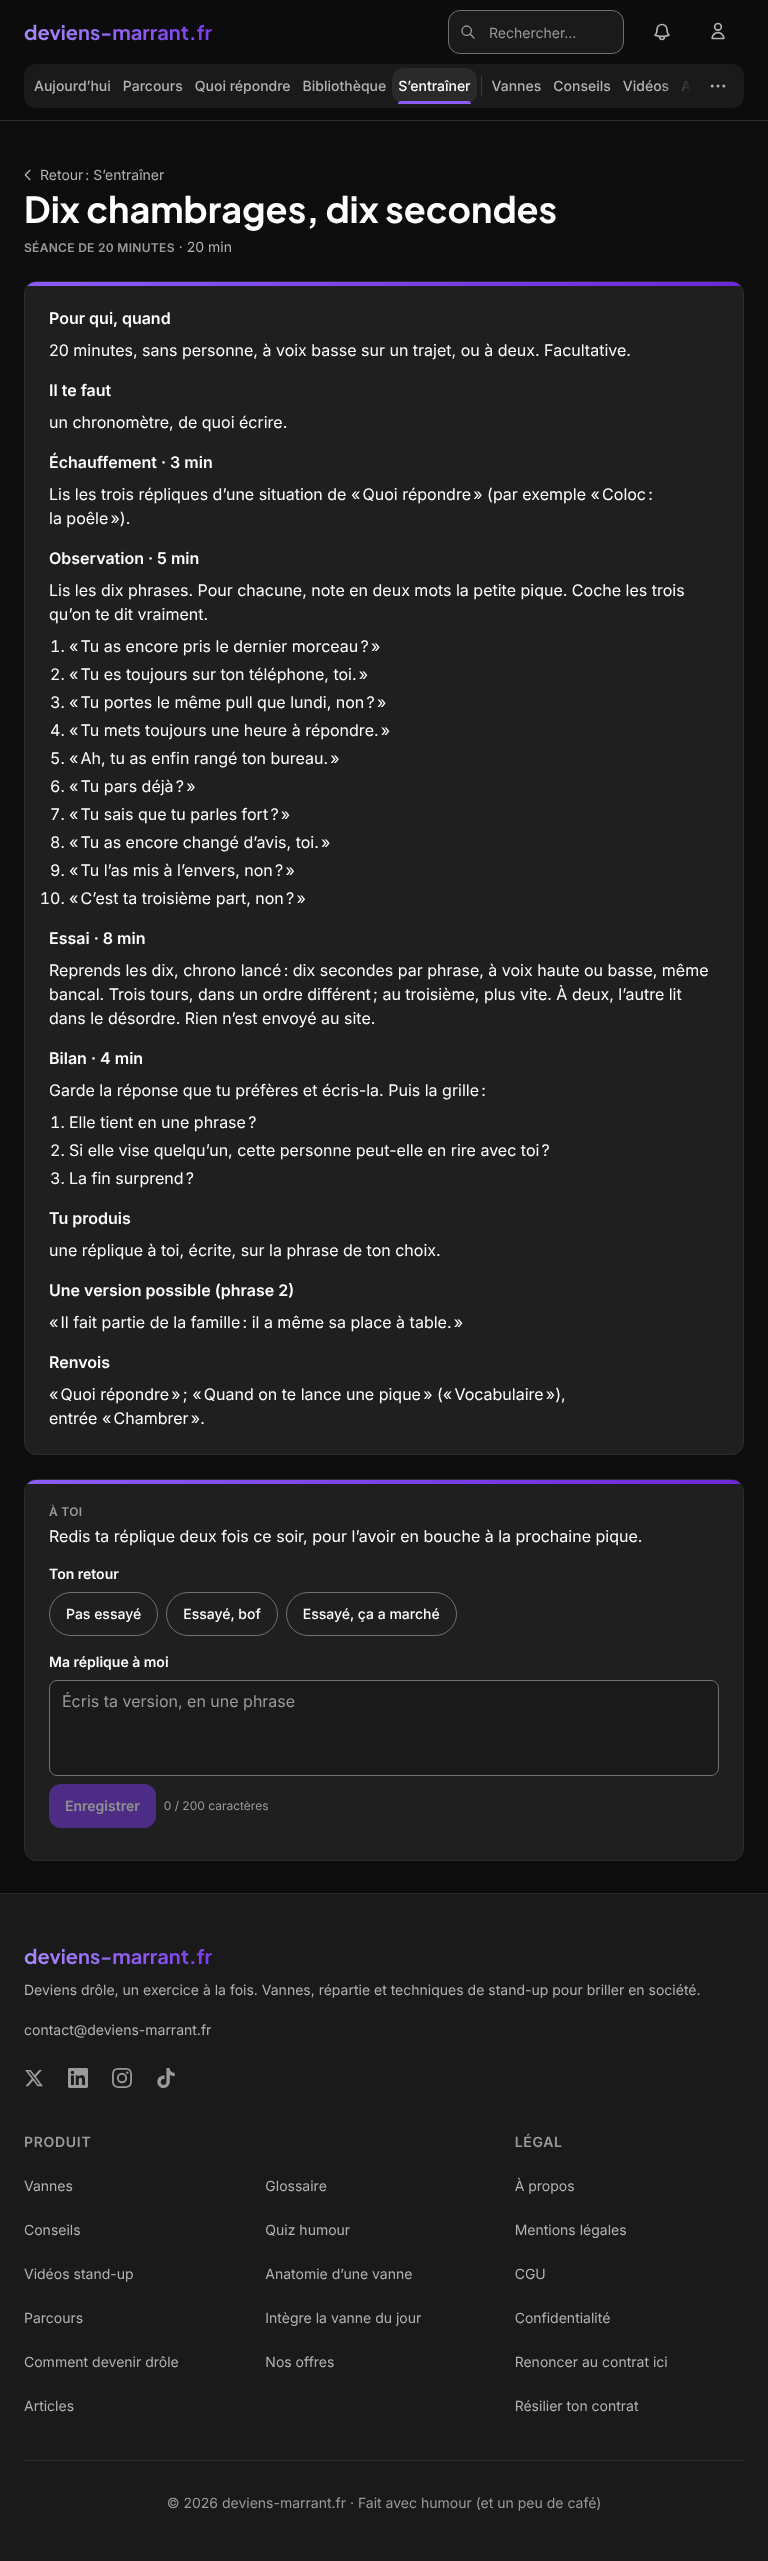 deviens-marrant.fr
Rechercher...
Aujourd’hui Parcours Quoi répondre Bibliothèque S’entraîner Vannes Conseils Vidéos
Retour : S’entraîner
Dix chambrages, dix secondes
SÉANCE DE 20 MINUTES · 20 min
Pour qui, quand
20 minutes, sans personne, à voix basse sur un trajet, ou à deux. Facultative.
Il te faut
un chronomètre, de quoi écrire.
Échauffement · 3 min
Lis les trois répliques d’une situation de « Quoi répondre » (par exemple « Coloc :
la poêle »).
Observation · 5 min
Lis les dix phrases. Pour chacune, note en deux mots la petite pique. Coche les trois
qu’on te dit vraiment.
1. « Tu as encore pris le dernier morceau ? »
2. « Tu es toujours sur ton téléphone, toi. »
3. « Tu portes le même pull que lundi, non ? »
4. « Tu mets toujours une heure à répondre. »
5. « Ah, tu as enfin rangé ton bureau. »
6. « Tu pars déjà ? »
7. « Tu sais que tu parles fort ? »
8. « Tu as encore changé d’avis, toi. »
9. « Tu l’as mis à l’envers, non ? »
10. « C’est ta troisième part, non ? »
Essai · 8 min
Reprends les dix, chrono lancé : dix secondes par phrase, à voix haute ou basse, même
bancal. Trois tours, dans un ordre différent ; au troisième, plus vite. À deux, l’autre lit
dans le désordre. Rien n’est envoyé au site.
Bilan · 4 min
Garde la réponse que tu préfères et écris-la. Puis la grille :
1. Elle tient en une phrase ?
2. Si elle vise quelqu’un, cette personne peut-elle en rire avec toi ?
3. La fin surprend ?
Tu produis
une réplique à toi, écrite, sur la phrase de ton choix.
Une version possible (phrase 2)
« Il fait partie de la famille : il a même sa place à table. »
Renvois
« Quoi répondre » ; « Quand on te lance une pique » (« Vocabulaire »),
entrée « Chambrer ».
À TOI
Redis ta réplique deux fois ce soir, pour l’avoir en bouche à la prochaine pique.
Ton retour
Pas essayé Essayé, bof Essayé, ça a marché
Ma réplique à moi
Écris ta version, en une phrase
Enregistrer 0 / 200 caractères
deviens-marrant.fr
Deviens drôle, un exercice à la fois. Vannes, répartie et techniques de stand-up pour briller en société.
contact@deviens-marrant.fr
PRODUIT LÉGAL
Vannes Glossaire À propos
Conseils Quiz humour Mentions légales
Vidéos stand-up Anatomie d’une vanne CGU
Parcours Intègre la vanne du jour Confidentialité
Comment devenir drôle Nos offres Renoncer au contrat ici
Articles Résilier ton contrat
© 2026 deviens-marrant.fr · Fait avec humour (et un peu de café)